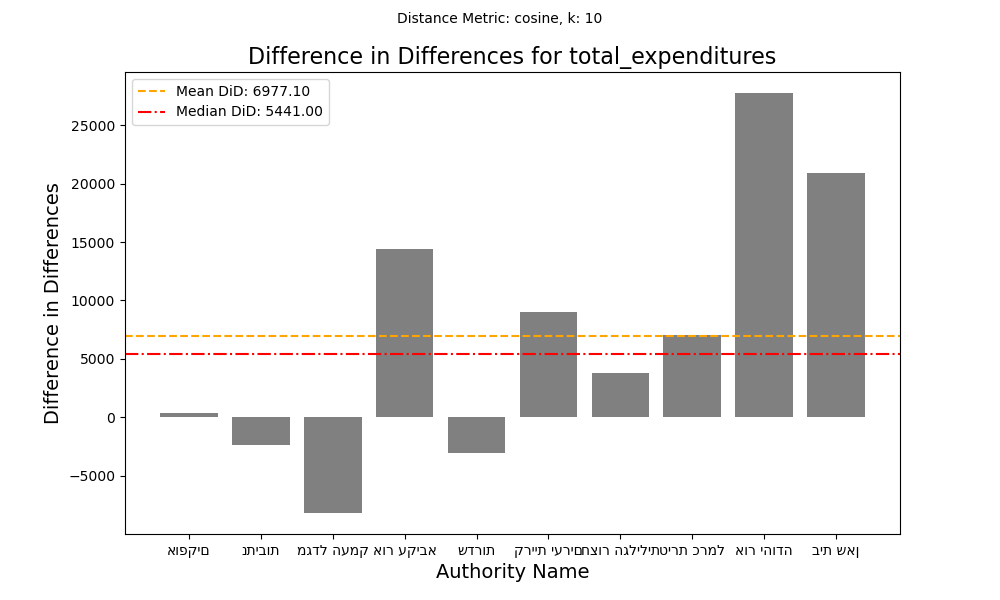 Distance Metric: cosine, k: 10
Difference in Differences for total_expenditures
Mean DiD: 6977.10
Median DiD: 5441.00
25000
20000
15000
10000
5000
0
−5000
Difference in Differences
אופקים
נתיבות
מגדל העמק
אור עקיבא
שדרות
קריית יערים
חצור הגלילית
טירת כרמל
אור יהודה
בית שאן
Authority Name